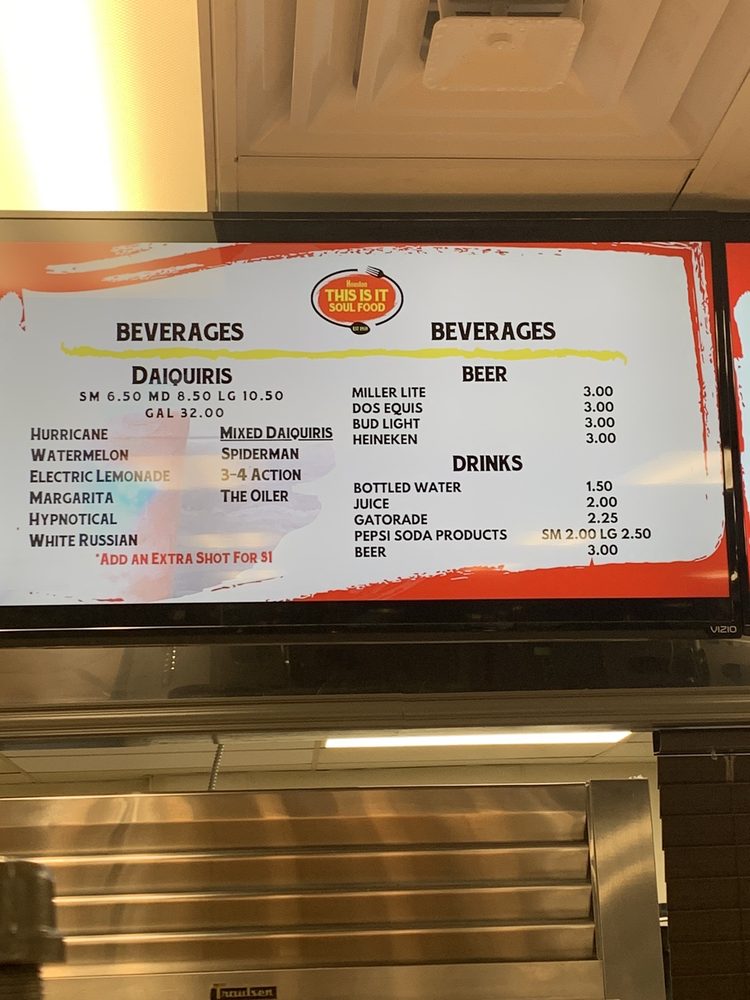 Houston
THIS IS IT
SOUL FOOD
BEVERAGES
DAIQUIRIS
SM 6.50 MD 8.50 LG 10.50
GAL 32.00
HURRICANE
WATERMELON
ELECTRIC LEMONADE
MARGARITA
HYPNOTICAL
WHITE RUSSIAN
MIXED DAIQUIRIS
SPIDERMAN
3-4 ACTION
THE OILER
*ADD AN EXTRA SHOT FOR $1
BEVERAGES
BEER
MILLER LITE 3.00
DOS EQUIS 3.00
BUD LIGHT 3.00
HEINEKEN 3.00
DRINKS
BOTTLED WATER 1.50
JUICE 2.00
GATORADE 2.25
PEPSI SODA PRODUCTS SM 2.00 LG 2.50
BEER 3.00
VIZIO
Traulsen